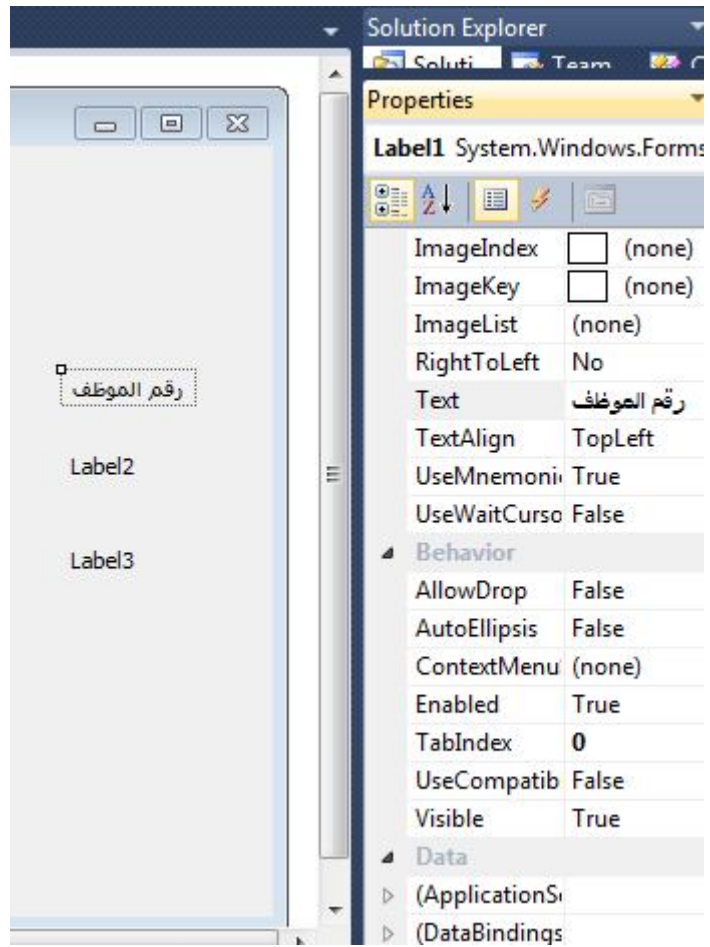 Solution Explorer
Soluti... Team
Properties
Label1 System.Windows.Forms
ImageIndex (none)
ImageKey (none)
ImageList (none)
RightToLeft No
Text رقم الموظف
TextAlign TopLeft
UseMnemoni True
UseWaitCurso False
Behavior
AllowDrop False
AutoEllipsis False
ContextMenu (none)
Enabled True
TabIndex 0
UseCompatib False
Visible True
Data
(ApplicationS
(DataBindings
رقم الموظف
Label2
Label3